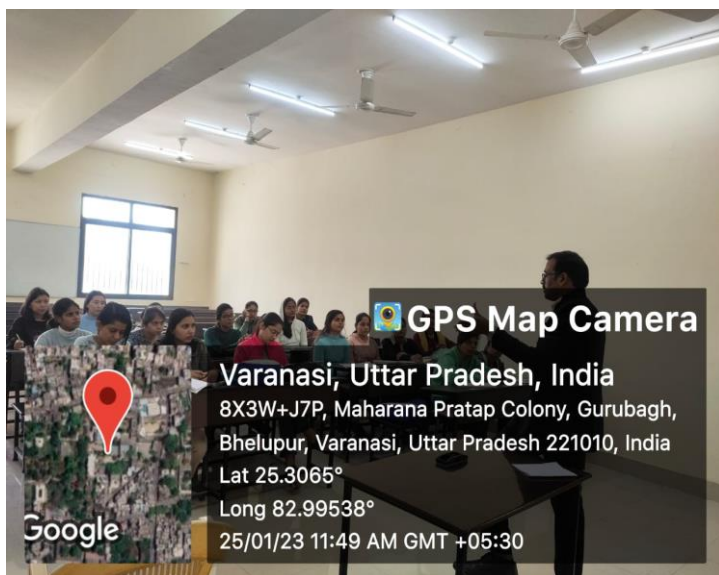 GPS Map Camera
Varanasi, Uttar Pradesh, India
8X3W+J7P, Maharana Pratap Colony, Gurubagh,
Bhelupur, Varanasi, Uttar Pradesh 221010, India
Lat 25.3065°
Long 82.99538°
25/01/23 11:49 AM GMT +05:30
Google